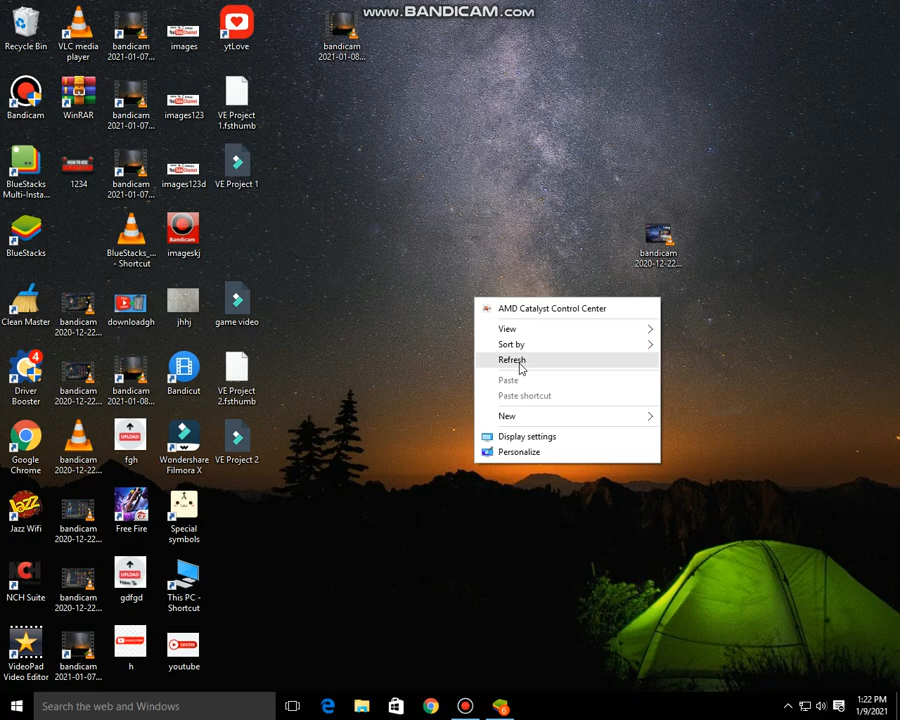 WWW.BANDICAM.COM
Recycle Bin
VLC media
player
bandicam
2021-01-07...
images
ytLove
bandicam
2021-01-08...
Bandicam
WinRAR
bandicam
2021-01-07...
images123
VE Project
1.fsthumb
BlueStacks
Multi-Insta...
1234
bandicam
2021-01-07...
images123d
VE Project 1
BlueStacks
BlueStacks_...
- Shortcut
Bandicam
imageskj
bandicam
2020-12-22...
Clean Master
bandicam
2020-12-22...
downloadgh
jhhj
game video
4
Driver
Booster
bandicam
2020-12-22...
bandicam
2021-01-08...
Bandicut
VE Project
2.fsthumb
Google
Chrome
bandicam
2020-12-22...
UPLOAD
fgh
Wondershare
Filmora X
VE Project 2
Jazz
Jazz Wifi
bandicam
2020-12-22...
Free Fire
Special
symbols
NCH
NCH Suite
bandicam
2020-12-22...
UPLOAD
gdfgd
This PC -
Shortcut
VideoPad
Video Editor
bandicam
2021-01-07...
h
youtube
AMD Catalyst Control Center
View
Sort by
Refresh
Paste
Paste shortcut
New
Display settings
Personalize
Search the web and Windows
6
1:22 PM
1/9/2021